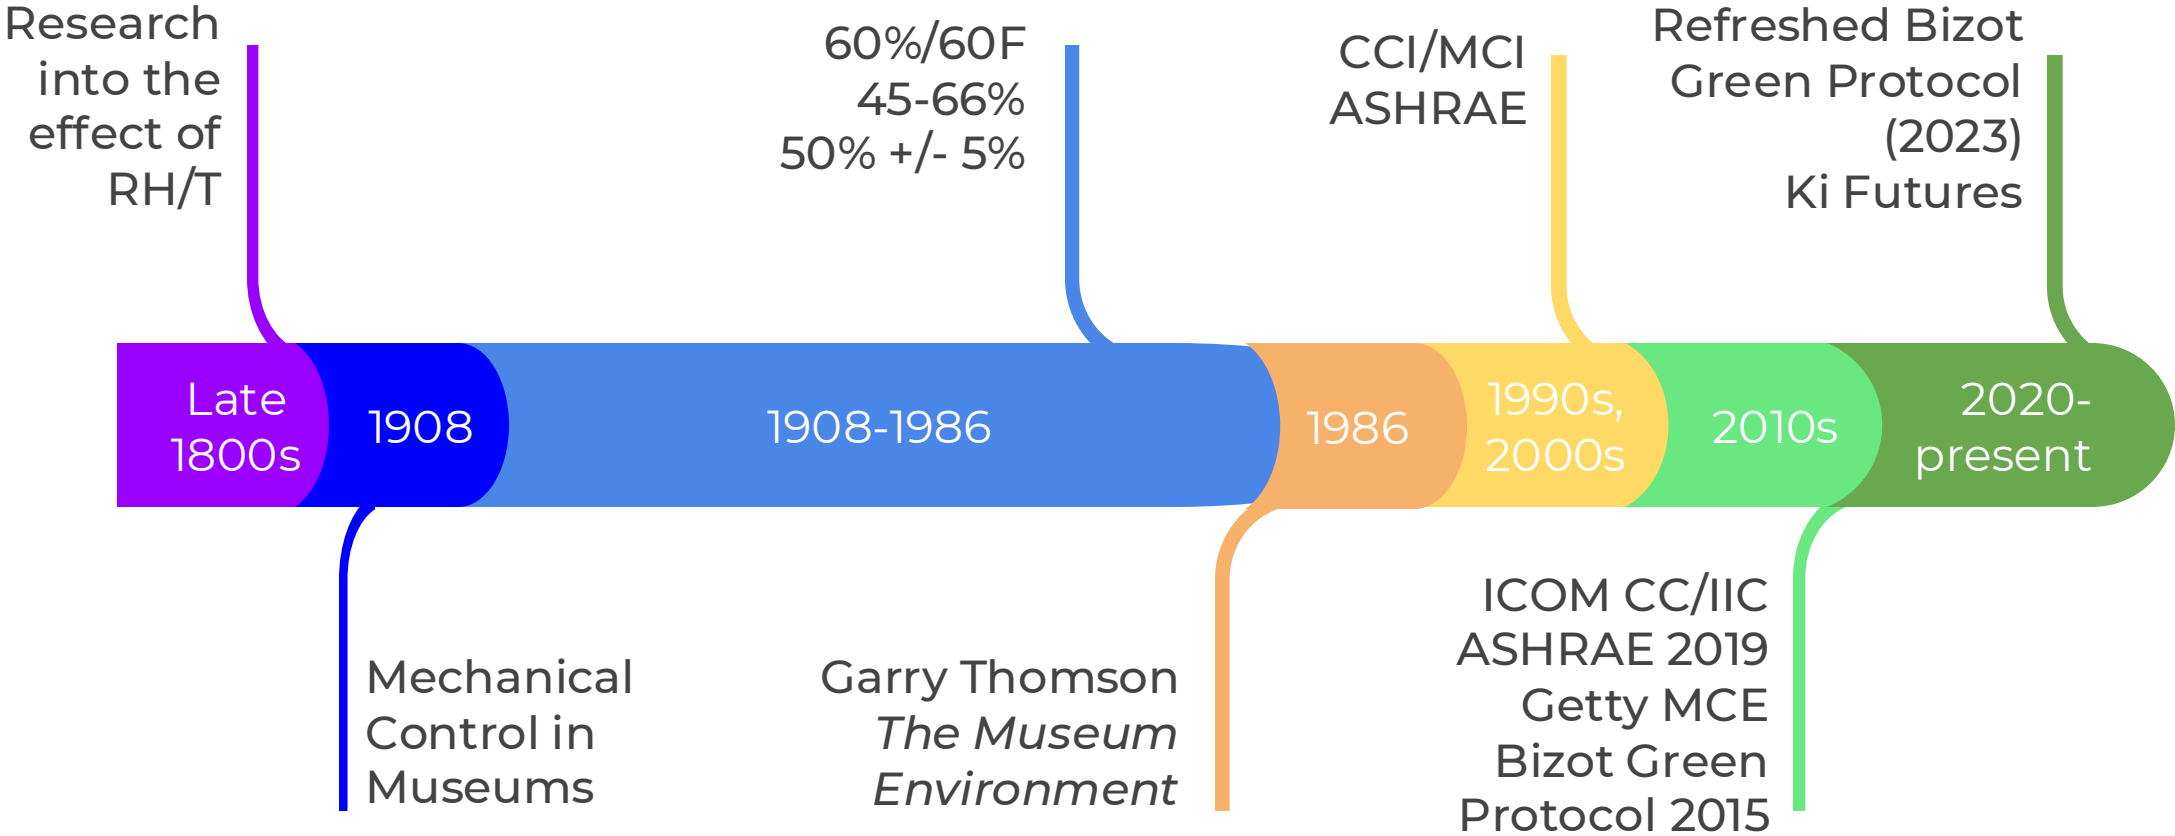 Research
into the
effect of
RH/T
60%/60F
45-66%
50% +/- 5%
CCI/MCI
ASHRAE
Refreshed Bizot
Green Protocol
(2023)
Ki Futures
Late
1800s
1908
1908-1986
1986
1990s,
2000s
2010s
2020-
present
Mechanical
Control in
Museums
Garry Thomson
The Museum
Environment
ICOM CC/IIC
ASHRAE 2019
Getty MCE
Bizot Green
Protocol 2015